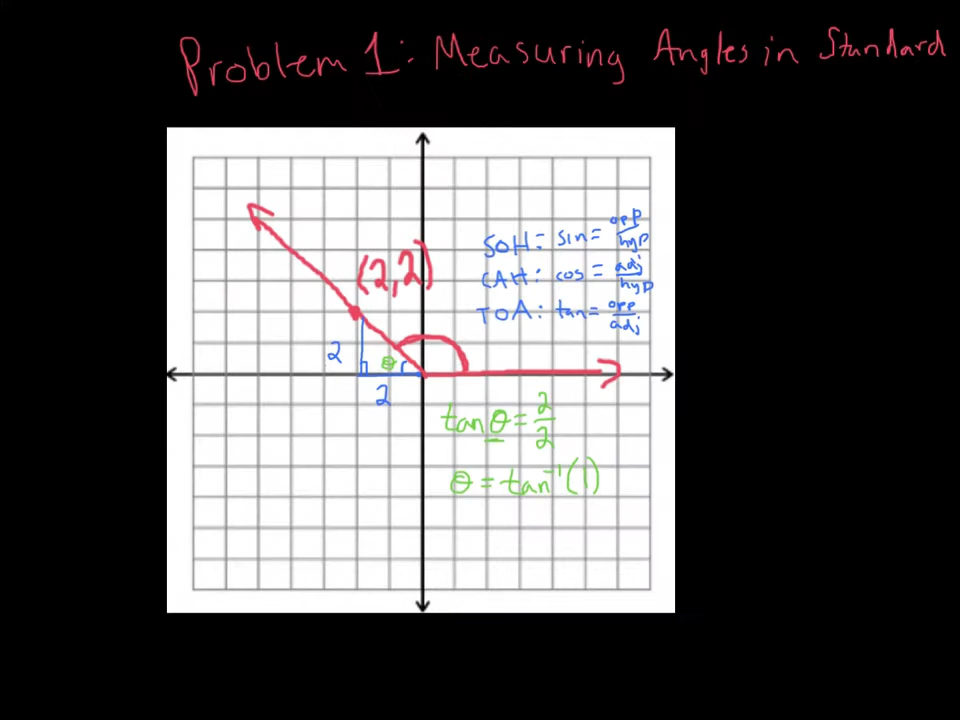 Problem 1: Measuring Angles in Standard
SOH: sin = opp/hyp
(2,2)
CAH: cos = adj/hyp
TOA: tan = opp/adj
2
θ r
2
tan θ = 2/2
θ = tan⁻¹(1)